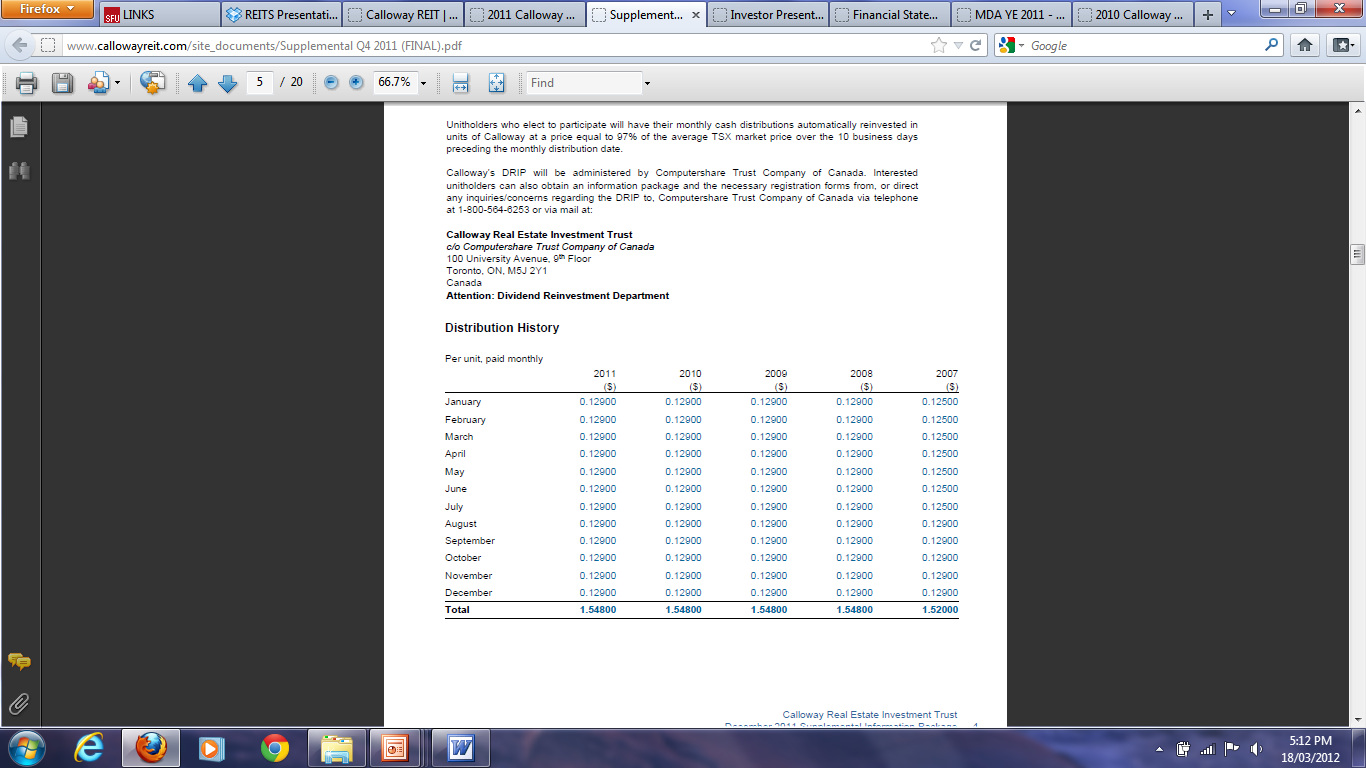 Firefox
LINKS
REITS Presentati...
Calloway REIT | ...
2011 Calloway ...
Supplement...
Investor Present...
Financial State...
MDA YE 2011 - ...
2010 Calloway ...
www.callowayreit.com/site_documents/Supplemental Q4 2011 (FINAL).pdf
Google
5 / 20
66.7%
Find
Unitholders who elect to participate will have their monthly cash distributions automatically reinvested in
units of Calloway at a price equal to 97% of the average TSX market price over the 10 business days
preceding the monthly distribution date.
Calloway's DRIP will be administered by Computershare Trust Company of Canada. Interested
unitholders can also obtain an information package and the necessary registration forms from, or direct
any inquiries/concerns regarding the DRIP to, Computershare Trust Company of Canada via telephone
at 1-800-564-6253 or via mail at:
Calloway Real Estate Investment Trust
c/o Computershare Trust Company of Canada
100 University Avenue, 9th Floor
Toronto, ON, M5J 2Y1
Canada
Attention: Dividend Reinvestment Department
Distribution History
Per unit, paid monthly
2011 2010 2009 2008 2007
($) ($) ($) ($) ($)
January 0.12900 0.12900 0.12900 0.12900 0.12500
February 0.12900 0.12900 0.12900 0.12900 0.12500
March 0.12900 0.12900 0.12900 0.12900 0.12500
April 0.12900 0.12900 0.12900 0.12900 0.12500
May 0.12900 0.12900 0.12900 0.12900 0.12500
June 0.12900 0.12900 0.12900 0.12900 0.12500
July 0.12900 0.12900 0.12900 0.12900 0.12500
August 0.12900 0.12900 0.12900 0.12900 0.12900
September 0.12900 0.12900 0.12900 0.12900 0.12900
October 0.12900 0.12900 0.12900 0.12900 0.12900
November 0.12900 0.12900 0.12900 0.12900 0.12900
December 0.12900 0.12900 0.12900 0.12900 0.12900
Total 1.54800 1.54800 1.54800 1.54800 1.52000
Calloway Real Estate Investment Trust
December 2011 Supplemental Information Package
5:12 PM
18/03/2012